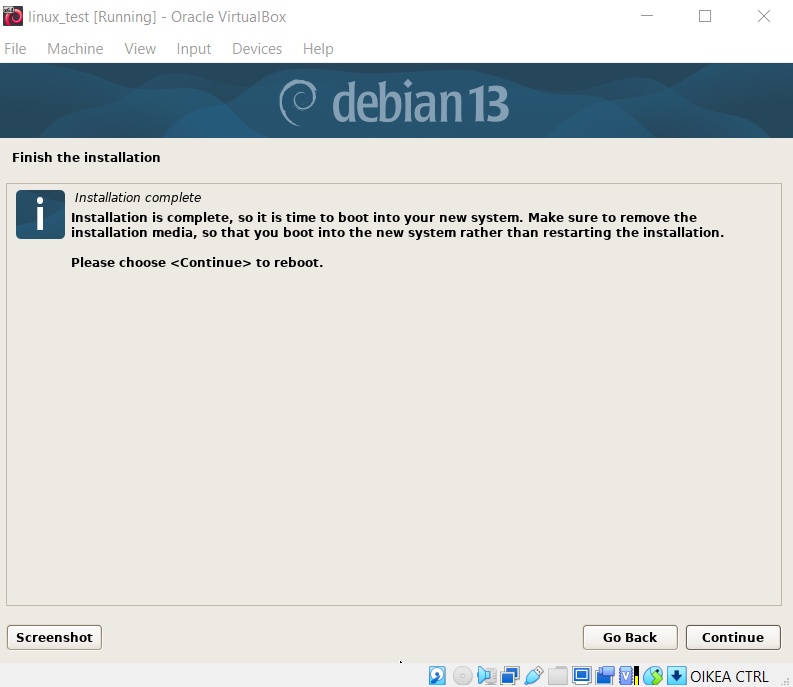 linux_test [Running] - Oracle VirtualBox
File Machine View Input Devices Help
debian 13
Finish the installation
Installation complete
Installation is complete, so it is time to boot into your new system. Make sure to remove the
installation media, so that you boot into the new system rather than restarting the installation.
Please choose <Continue> to reboot.
Screenshot
Go Back
Continue
OIKEA CTRL